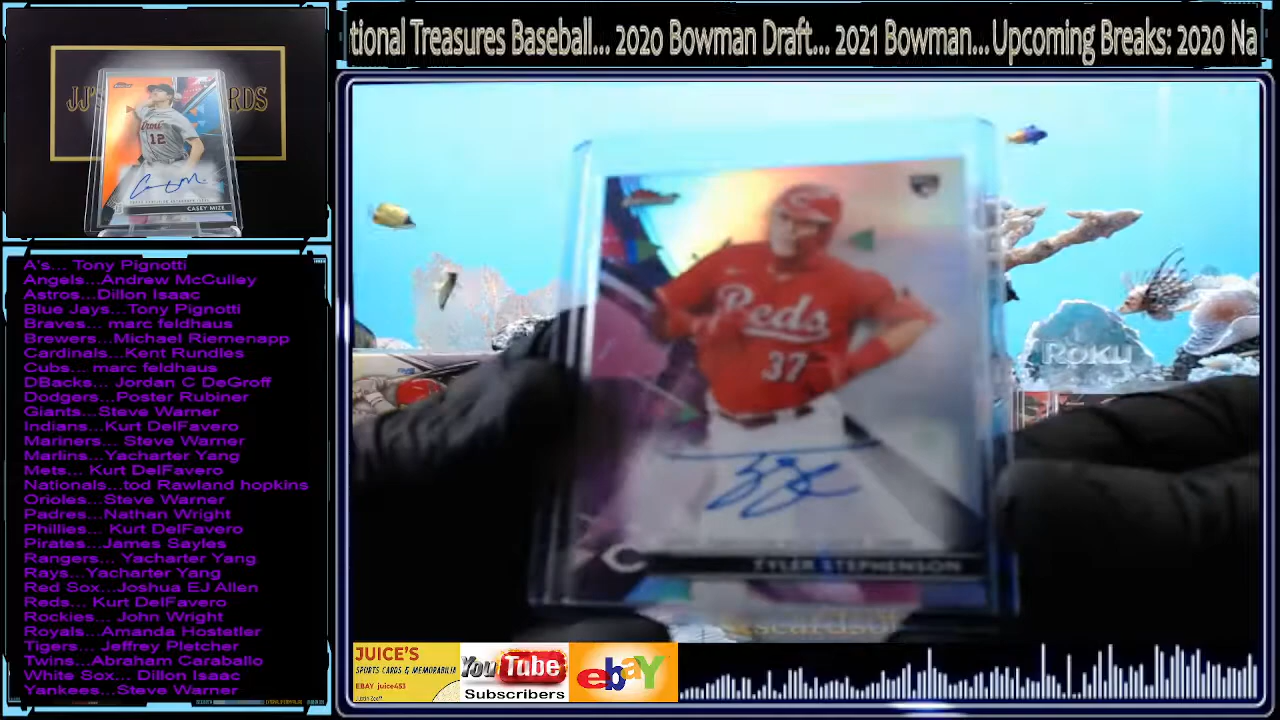 tional Treasures Baseball... 2020 Bowman Draft... 2021 Bowman...Upcoming Breaks: 2020 Na
JJ'S
RDS
12
CASEY MIZE
A's... Tony Pignotti
Angels...Andrew McCulley
Astros...Dillon Isaac
Blue Jays...Tony Pignotti
Braves... marc feldhaus
Brewers...Michael Riemenapp
Cardinals...Kent Rundles
Cubs... marc feldhaus
DBacks... Jordan C DeGroff
Dodgers...Poster Rubiner
Giants...Steve Warner
Indians...Kurt DelFavero
Mariners... Steve Warner
Marlins...Yacharter Yang
Mets... Kurt DelFavero
Nationals...tod Rawland hopkins
Orioles...Steve Warner
Padres...Nathan Wright
Phillies... Kurt DelFavero
Pirates...James Sayles
Rangers... Yacharter Yang
Rays...Yacharter Yang
Red Sox...Joshua EJ Allen
Reds... Kurt DelFavero
Rockies... John Wright
Royals...Amanda Hostetler
Tigers... Jeffrey Pletcher
Twins...Abraham Caraballo
White Sox... Dillon Isaac
Yankees...Steve Warner
Reds
37
TYLER STEPHENSON
Roku
JUICE'S
SPORTS CARDS & MEMORABILIA
EBAY juice453
YouTube
Subscribers
ebaY